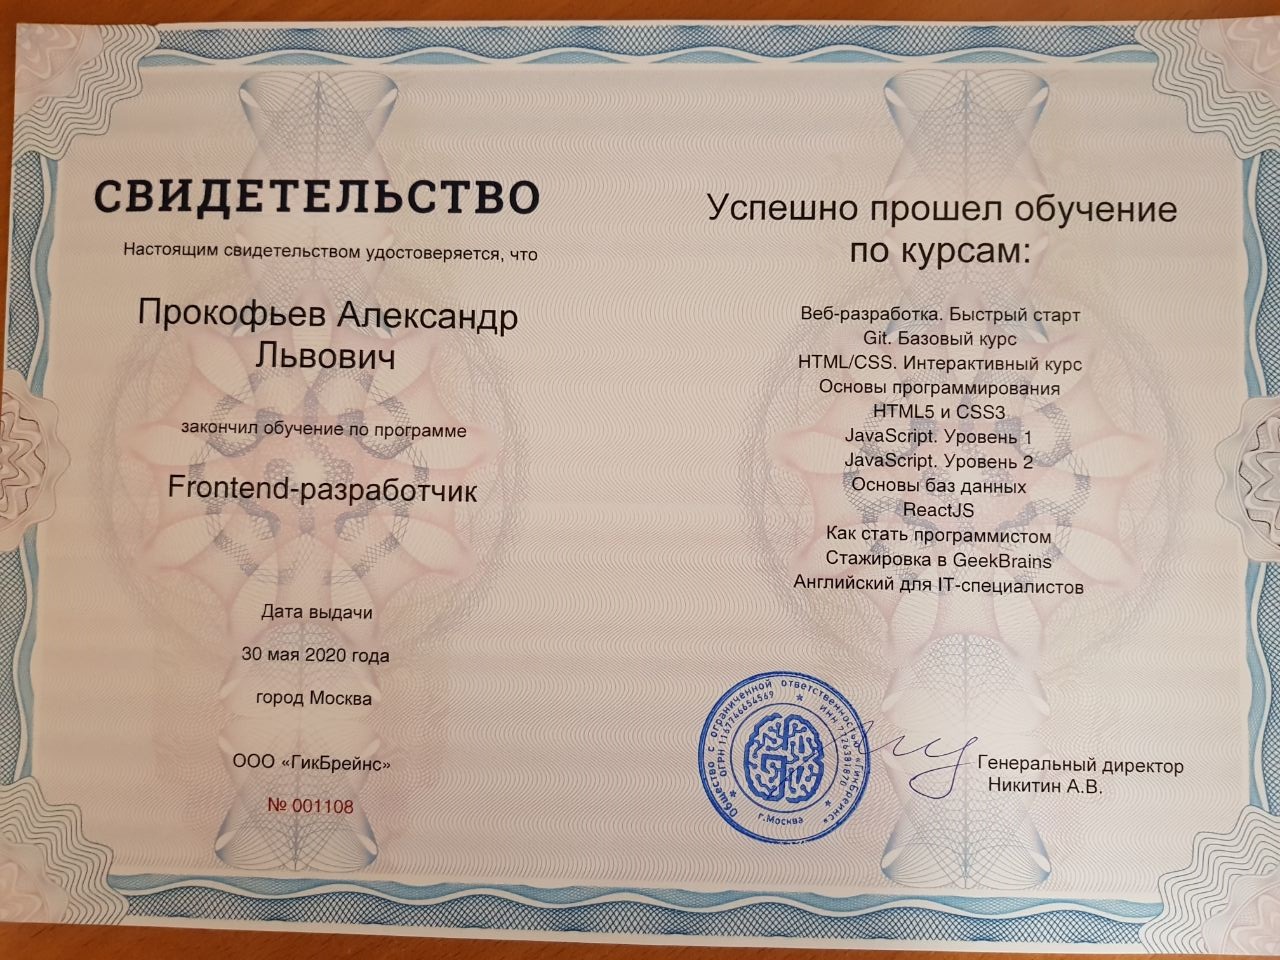 СВИДЕТЕЛЬСТВО
Настоящим свидетельством удостоверяется, что
Прокофьев Александр
Львович
закончил обучение по программе
Frontend-разработчик
Дата выдачи
30 мая 2020 года
город Москва
ООО «ГикБрейнс»
№ 001108
Успешно прошел обучение
по курсам:
Веб-разработка. Быстрый старт
Git. Базовый курс
HTML/CSS. Интерактивный курс
Основы программирования
HTML5 и CSS3
JavaScript. Уровень 1
JavaScript. Уровень 2
Основы баз данных
ReactJS
Как стать программистом
Стажировка в GeekBrains
Английский для IT-специалистов
Общество с ограниченной ответственностью «ГикБрейнс»
ОГРН 1167746654569
ИНН 7726381870
г.Москва
Генеральный директор
Никитин А.В.